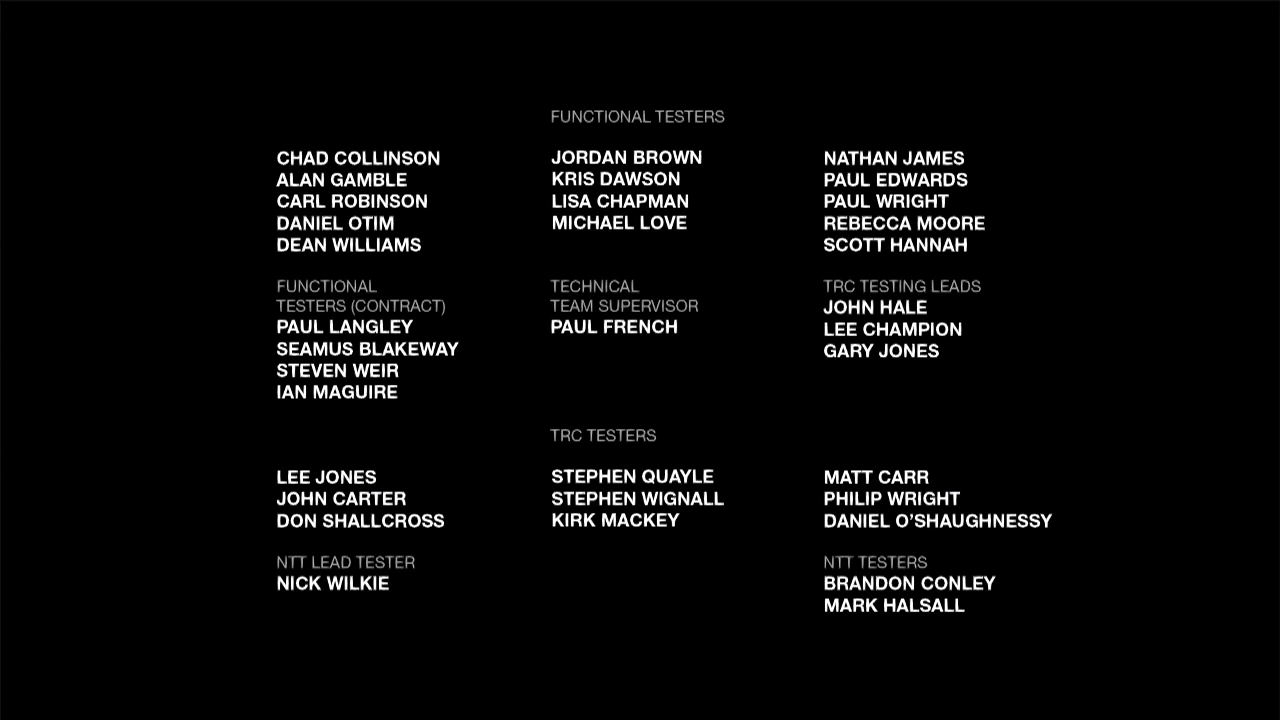 FUNCTIONAL TESTERS
CHAD COLLINSON
ALAN GAMBLE
CARL ROBINSON
DANIEL OTIM
DEAN WILLIAMS
JORDAN BROWN
KRIS DAWSON
LISA CHAPMAN
MICHAEL LOVE
NATHAN JAMES
PAUL EDWARDS
PAUL WRIGHT
REBECCA MOORE
SCOTT HANNAH
FUNCTIONAL
TESTERS (CONTRACT)
PAUL LANGLEY
SEAMUS BLAKEWAY
STEVEN WEIR
IAN MAGUIRE
TECHNICAL
TEAM SUPERVISOR
PAUL FRENCH
TRC TESTING LEADS
JOHN HALE
LEE CHAMPION
GARY JONES
TRC TESTERS
LEE JONES
JOHN CARTER
DON SHALLCROSS
STEPHEN QUAYLE
STEPHEN WIGNALL
KIRK MACKEY
MATT CARR
PHILIP WRIGHT
DANIEL O’SHAUGHNESSY
NTT LEAD TESTER
NICK WILKIE
NTT TESTERS
BRANDON CONLEY
MARK HALSALL